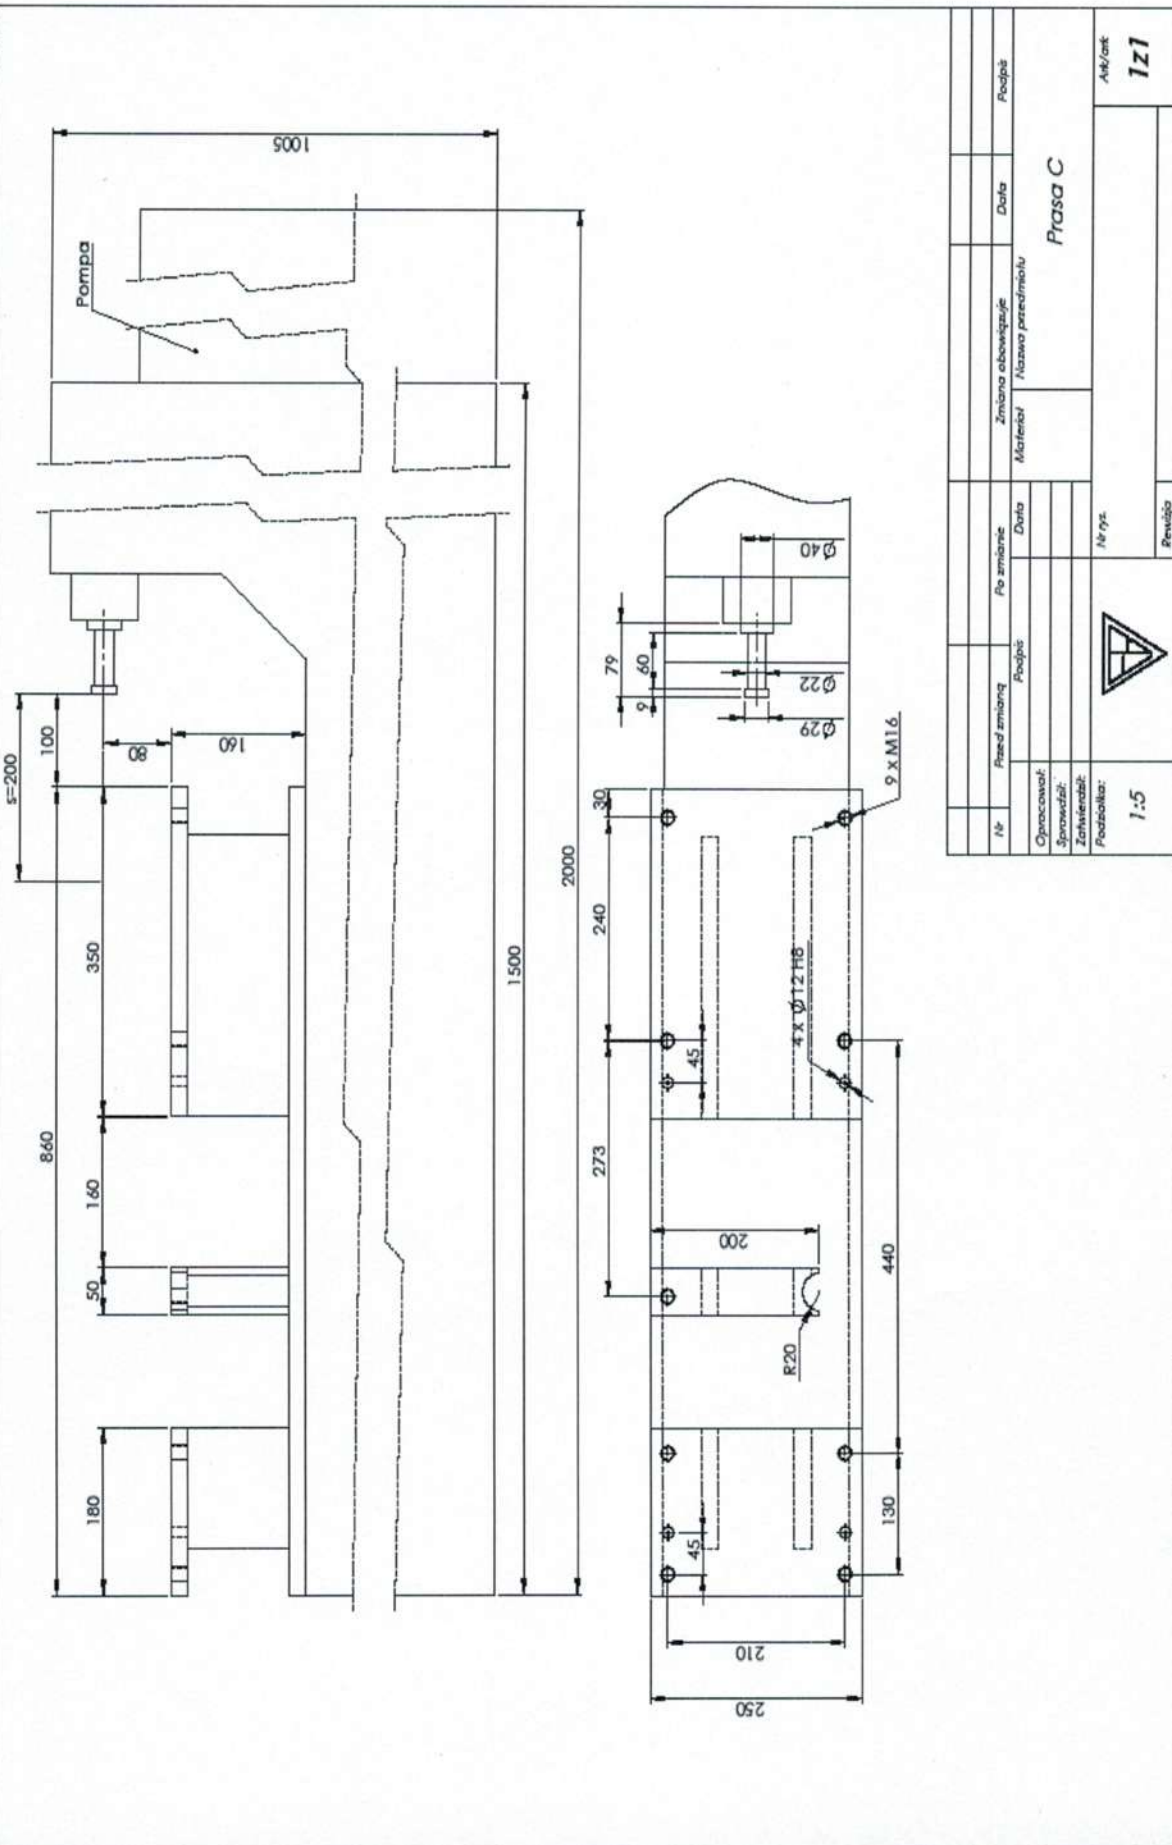 s=200
860
100
350
160
50
180
80
160
Pompa
1005
1500
2000
79
60
9
Ø40
Ø22
Ø29
30
240
273
45
9 x M16
4 x Ø12 H8
200
R20
440
130
45
210
250
Nr
Przed zmianą
Po zmianie
Zmiana obowiązuje
Data
Podpis
Podpis
Data
Materiał
Nazwa przedmiotu
Prasa C
Opracował:
Sprawdził:
Zatwierdził:
Podziałka:
1:5
Nr rys.
Ark/ark
1z1
Rewizja